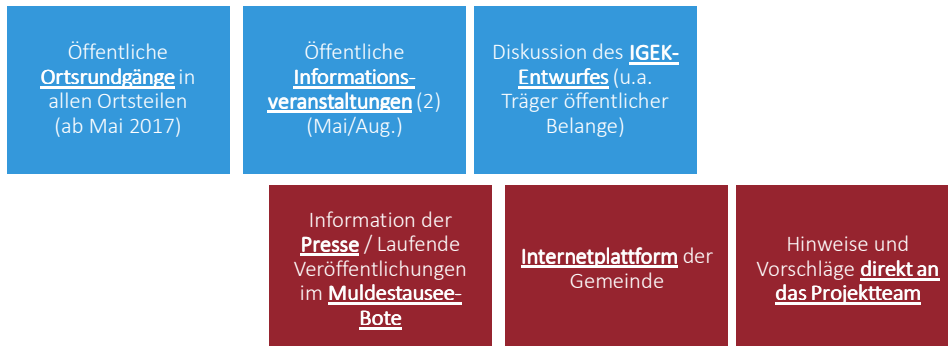 Öffentliche
Ortsrundgänge in
allen Ortsteilen
(ab Mai 2017)
Öffentliche
Informations-
veranstaltungen (2)
(Mai/Aug.)
Diskussion des IGEK-
Entwurfes (u.a.
Träger öffentlicher
Belange)
Information der
Presse / Laufende
Veröffentlichungen
im Muldestausee-
Bote
Internetplattform der
Gemeinde
Hinweise und
Vorschläge direkt an
das Projektteam